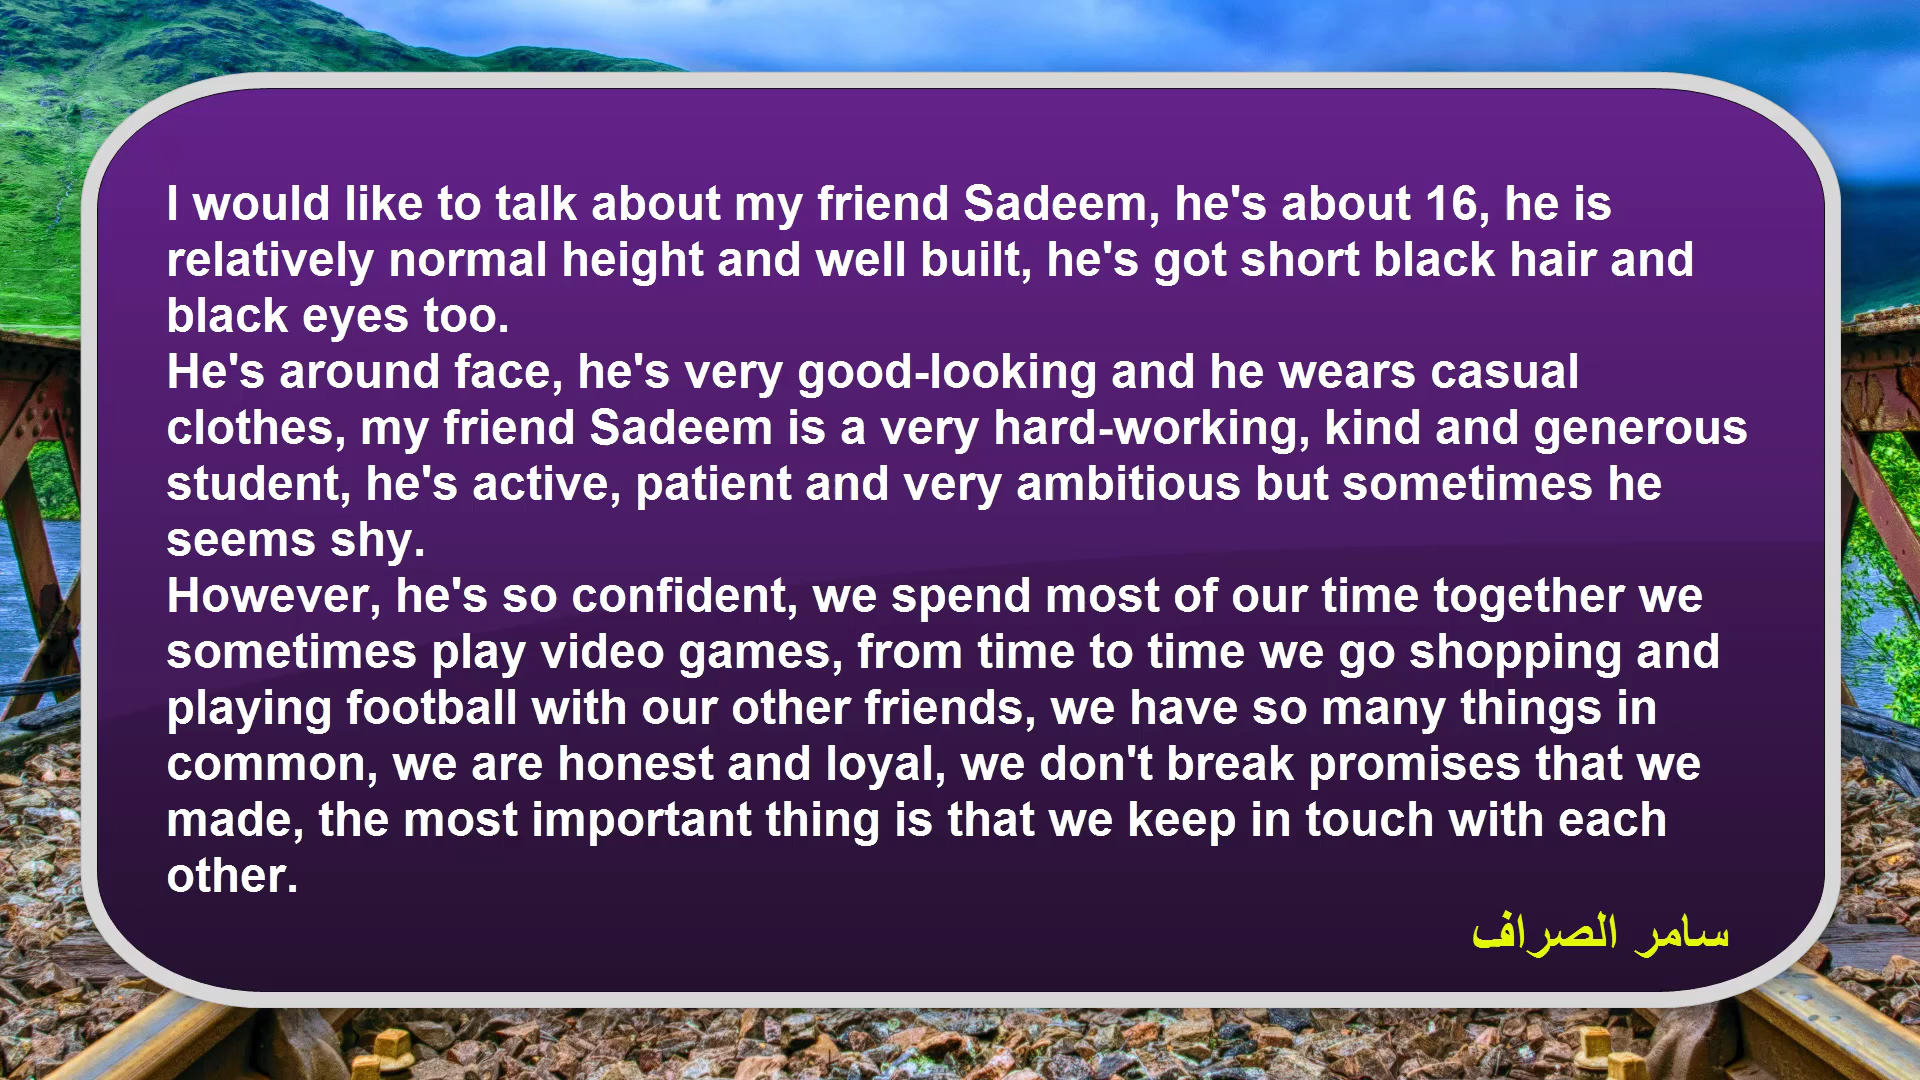 I would like to talk about my friend Sadeem, he's about 16, he is
relatively normal height and well built, he's got short black hair and
black eyes too.
He's around face, he's very good-looking and he wears casual
clothes, my friend Sadeem is a very hard-working, kind and generous
student, he's active, patient and very ambitious but sometimes he
seems shy.
However, he's so confident, we spend most of our time together we
sometimes play video games, from time to time we go shopping and
playing football with our other friends, we have so many things in
common, we are honest and loyal, we don't break promises that we
made, the most important thing is that we keep in touch with each
other.
سامر الصراف